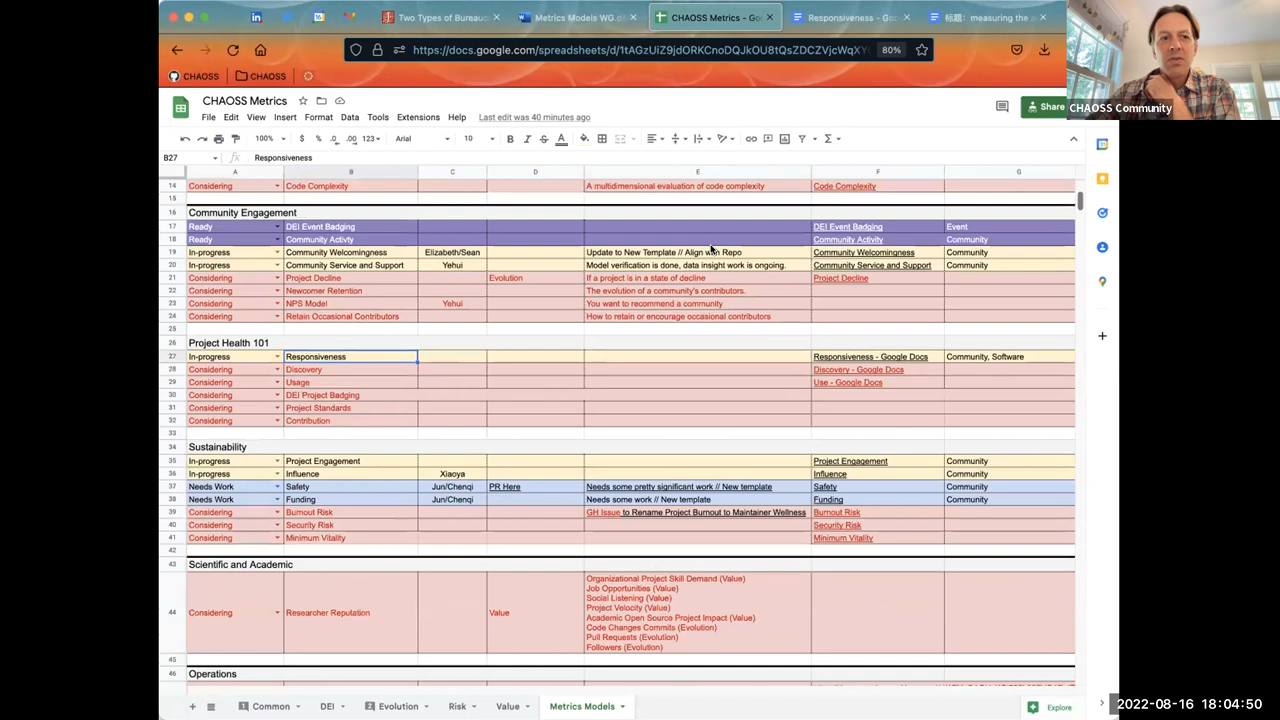 Two Types of Bureauc
Metrics Models WG.d
CHAOSS Metrics - Go
Responsiveness - Goo
标题: measuring the a
https://docs.google.com/spreadsheets/d/1tAGzUiZ9jdORKCnoDQJkOU8tQsZDCZVjcWqXY
80%
CHAOSS
CHAOSS
CHAOSS Community
CHAOSS Metrics
File Edit View Insert Format Data Tools Extensions Help Last edit was 40 minutes ago
Share
100% $ % .0 .00 123 Arial 10
B27 fx Responsiveness
A B C D E F G
14 Considering Code Complexity A multidimensional evaluation of code complexity Code Complexity
15
16 Community Engagement
17 Ready DEI Event Badging DEI Event Badging Event
18 Ready Community Activty Community Activity Community
19 In-progress Community Welcomingness Elizabeth/Sean Update to New Template // Align with Repo Community Welcomingness Community
20 In-progress Community Service and Support Yehui Model verification is done, data insight work is ongoing. Community Service and Support Community
21 Considering Project Decline Evolution If a project is in a state of decline Project Decline
22 Considering Newcomer Retention The evolution of a community's contributors.
23 Considering NPS Model Yehui You want to recommend a community
24 Considering Retain Occasional Contributors How to retain or encourage occasional contributors
25
26 Project Health 101
27 In-progress Responsiveness Responsiveness - Google Docs Community, Software
28 Considering Discovery Discovery - Google Docs
29 Considering Usage Use - Google Docs
30 Considering DEI Project Badging
31 Considering Project Standards
32 Considering Contribution
33
34 Sustainability
35 In-progress Project Engagement Project Engagement Community
36 In-progress Influence Xiaoya Influence Community
37 Needs Work Safety Jun/Chenqi PR Here Needs some pretty significant work // New template Safety Community
38 Needs Work Funding Jun/Chenqi Needs some work // New template Funding Community
39 Considering Burnout Risk GH Issue to Rename Project Burnout to Maintainer Wellness Burnout Risk
40 Considering Security Risk Security Risk
41 Considering Minimum Vitality Minimum Vitality
42
43 Scientific and Academic
Organizational Project Skill Demand (Value)
Job Opportunities (Value)
Social Listening (Value)
Project Velocity (Value)
44 Considering Researcher Reputation Value Academic Open Source Project Impact (Value)
Code Changes Commits (Evolution)
Pull Requests (Evolution)
Followers (Evolution)
45
46 Operations
Common DEI Evolution Risk Value Metrics Models
Explore
2022-08-16 18:04:50